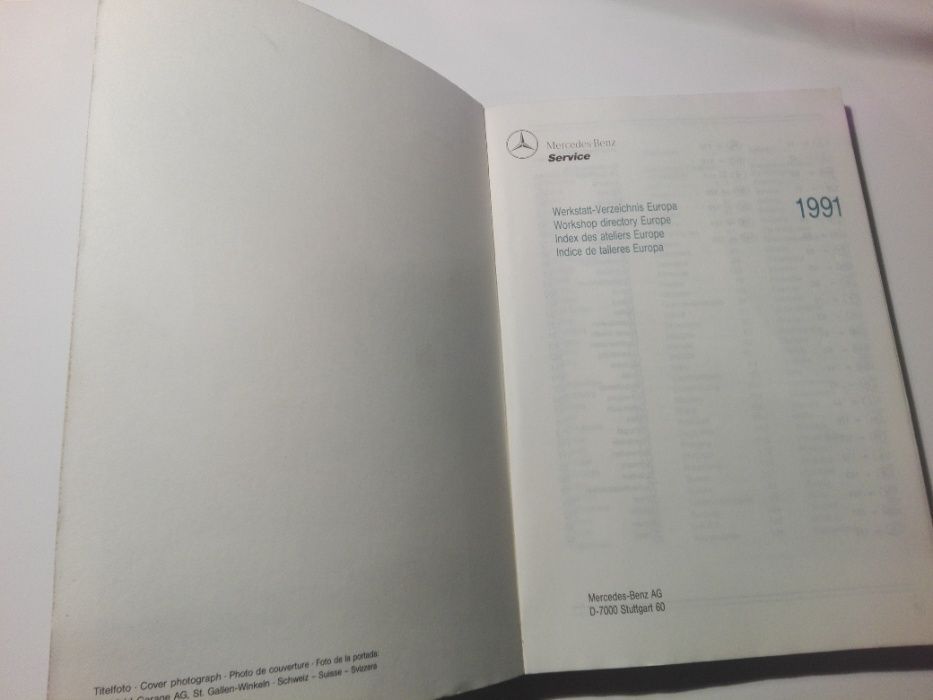 Mercedes Benz
Service
1991
Werkstatt-Verzeichnis Europa
Workshop directory Europe
Index des ateliers Europe
Indice de talleres Europa
Mercedes-Benz AG
D-7000 Stuttgart 60
Titelfoto · Cover photograph · Photo de couverture · Foto de la portada:
Garage AG, St. Gallen-Winkeln · Schweiz – Suisse – Svizzera